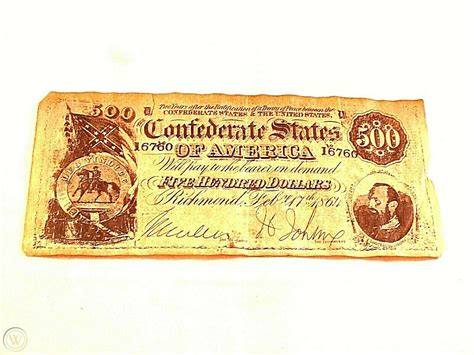 500
Two Years after the Ratification of a Treaty of Peace between the
CONFEDERATE STATES & THE UNITED STATES,
Confederate States
500
16760
16760
OF AMERICA
Will pay to the bearer on demand
FIVE HUNDRED DOLLARS
Richmond, Feb. 17th 1864